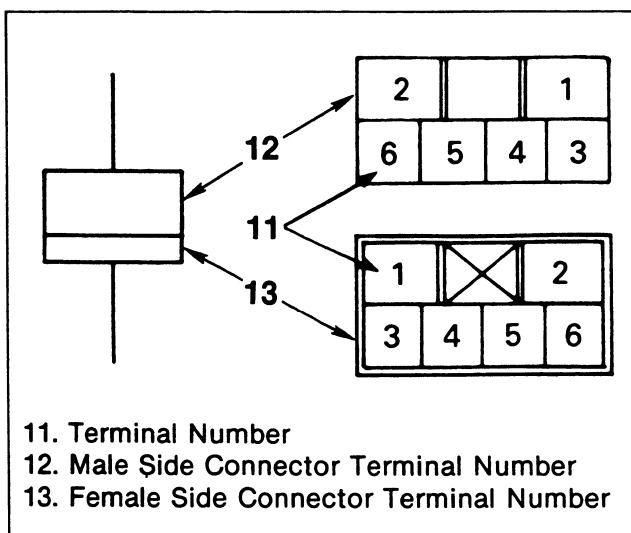 2 1
12
6 5 4 3
11
1 2
13
3 4 5 6
11. Terminal Number
12. Male Side Connector Terminal Number
13. Female Side Connector Terminal Number